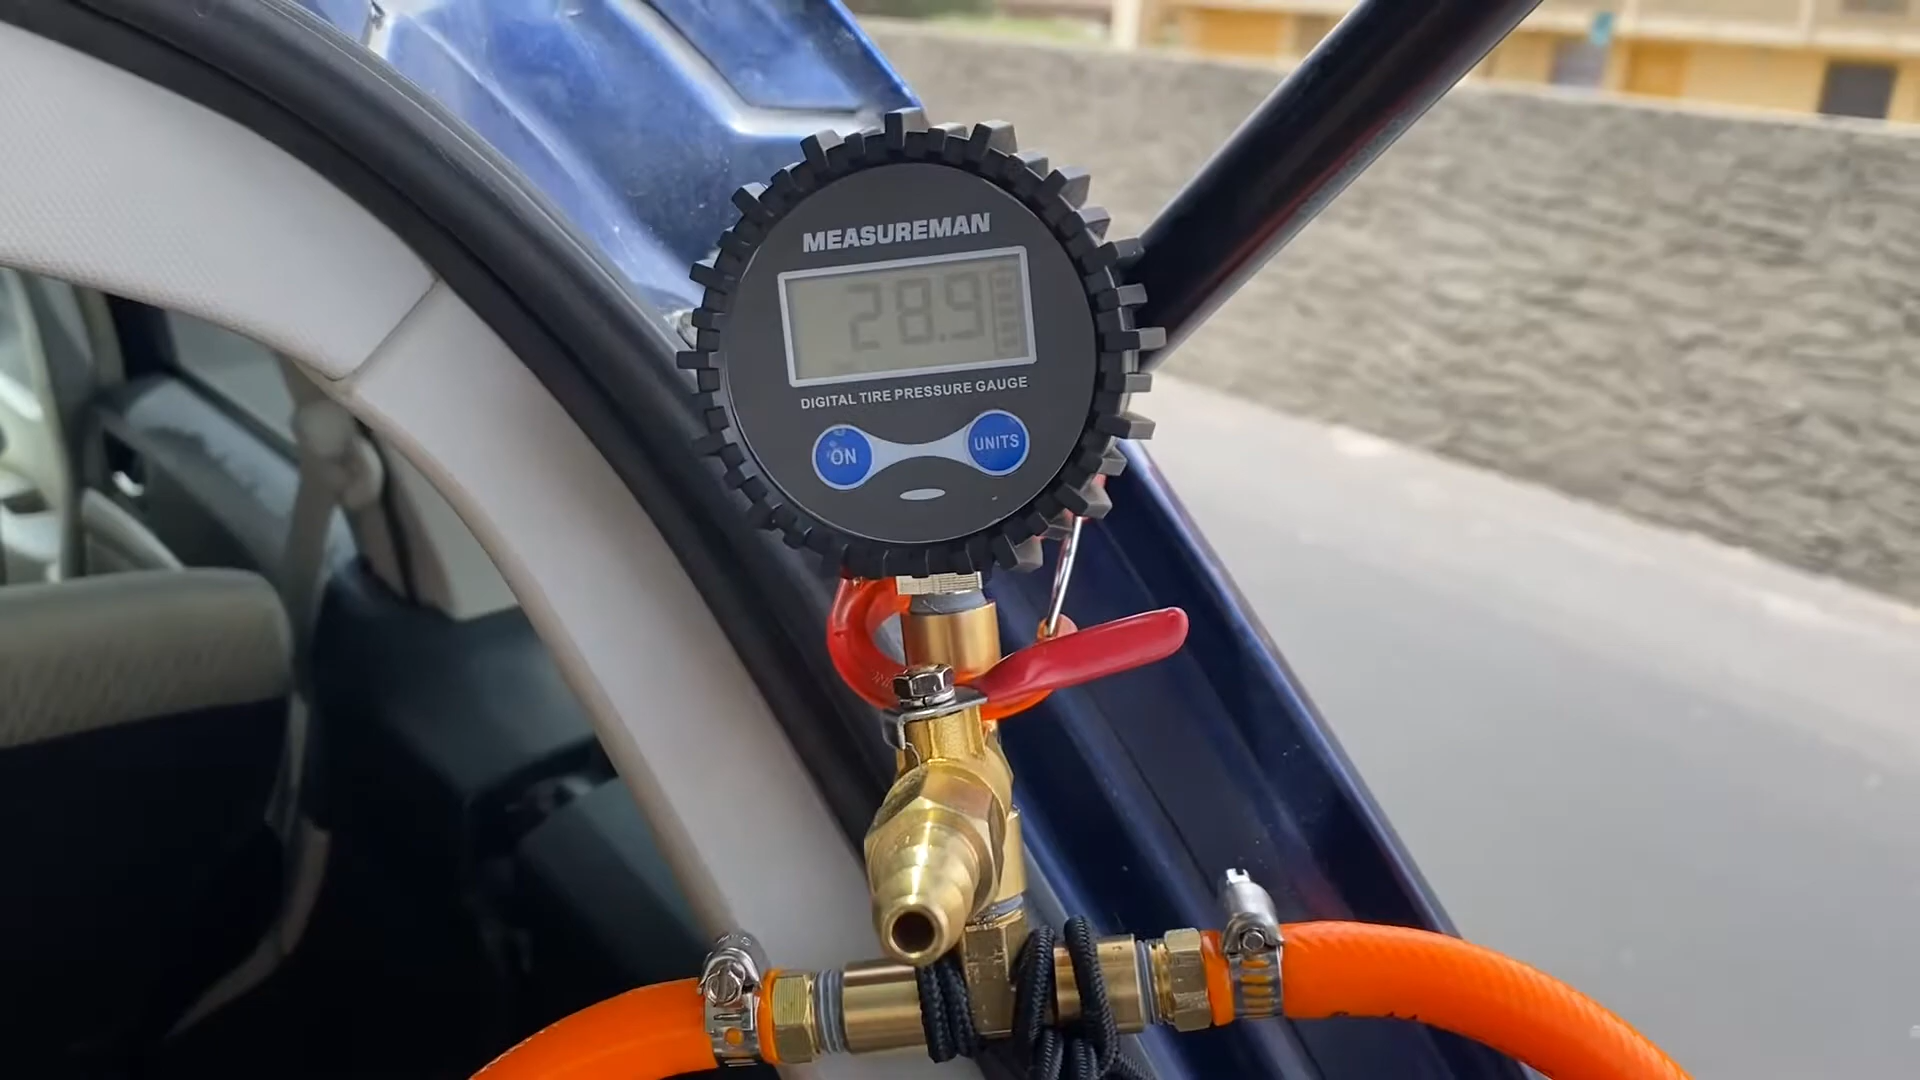 MEASUREMAN
28.9
DIGITAL TIRE PRESSURE GAUGE
ON
UNITS